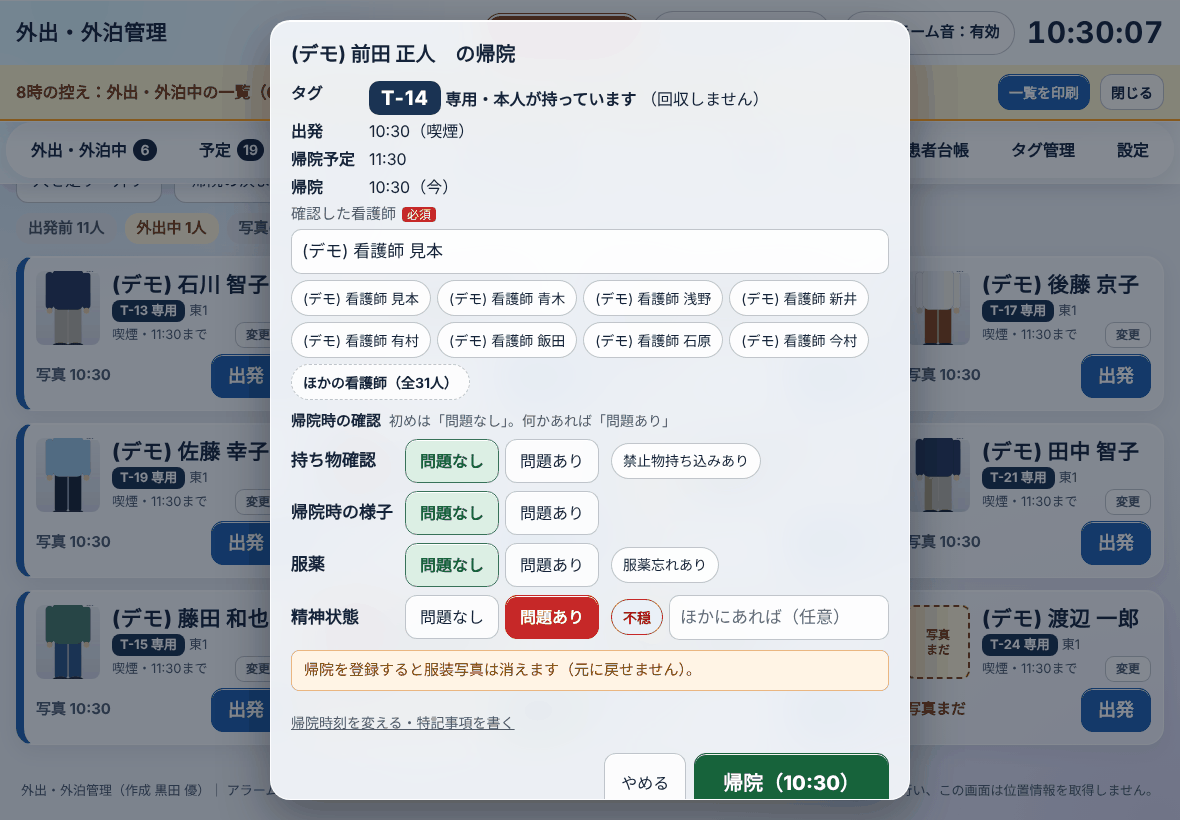 外出・外泊管理
ーム音：有効
10:30:07
8時の控え：外出・外泊中の一覧（
一覧を印刷
閉じる
外出・外泊中 6
予定 19
患者台帳
タグ管理
設定
出発前 11人
外出中 1人
写真
(デモ) 石川 智子
T-13 専用 東1
喫煙・11:30まで
変更
写真 10:30
出発
(デモ) 佐藤 幸子
T-19 専用 東1
喫煙・11:30まで
変更
写真 10:30
出発
(デモ) 藤田 和也
T-15 専用 東1
喫煙・11:30まで
変更
写真 10:30
出発
(デモ) 前田 正人　の帰院
タグ
T-14 専用・本人が持っています （回収しません）
出発 10:30（喫煙）
帰院予定 11:30
帰院 10:30（今）
確認した看護師 必須
(デモ) 看護師 見本
(デモ) 看護師 見本
(デモ) 看護師 青木
(デモ) 看護師 浅野
(デモ) 看護師 新井
(デモ) 看護師 有村
(デモ) 看護師 飯田
(デモ) 看護師 石原
(デモ) 看護師 今村
ほかの看護師（全31人）
帰院時の確認 初めは「問題なし」。何かあれば「問題あり」
持ち物確認 問題なし 問題あり 禁止物持ち込みあり
帰院時の様子 問題なし 問題あり
服薬 問題なし 問題あり 服薬忘れあり
精神状態 問題なし 問題あり 不穏 ほかにあれば（任意）
帰院を登録すると服装写真は消えます（元に戻せません）。
帰院時刻を変える・特記事項を書く
やめる
帰院（10:30）
(デモ) 後藤 京子
T-17 専用 東1
喫煙・11:30まで
変更
写真 10:30
出発
(デモ) 田中 智子
T-21 専用 東1
喫煙・11:30まで
変更
写真 10:30
出発
写真
まだ
(デモ) 渡辺 一郎
T-24 専用 東1
喫煙・11:30まで
変更
写真まだ
出発
外出・外泊管理（作成 黒田 優）｜ アラー
い、この画面は位置情報を取得しません。